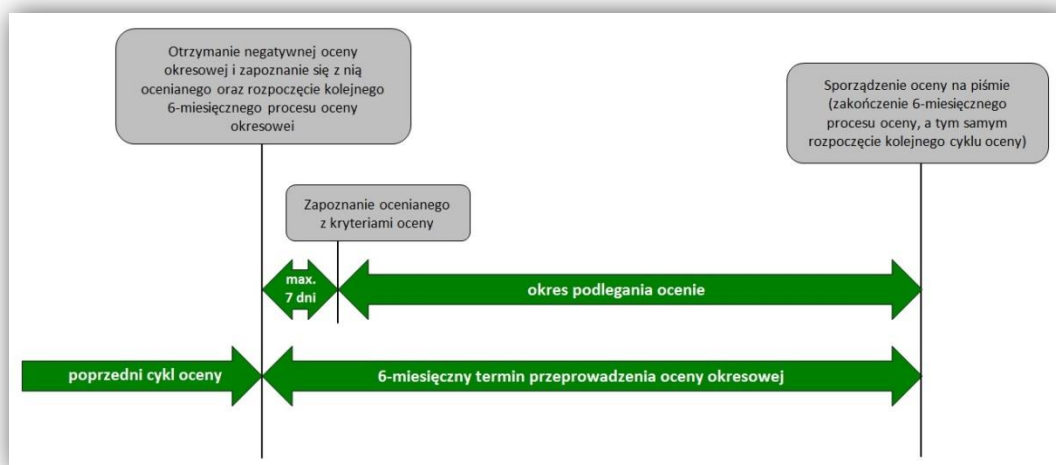 Otrzymanie negatywnej oceny
okresowej i zapoznanie się z nią
ocenianego oraz rozpoczęcie kolejnego
6-miesięcznego procesu oceny
okresowei
Sporządzenie oceny na piśmie
(zakończenie 6-miesięcznego
procesu oceny, a tym samym
rozpoczęcie kolejnego cyklu oceny)
Zapoznanie ocenianego
z kryteriami oceny
max.
7 dni
okres podlegania ocenie
poprzedni cykl oceny
6-miesięczny termin przeprowadzenia oceny okresowej